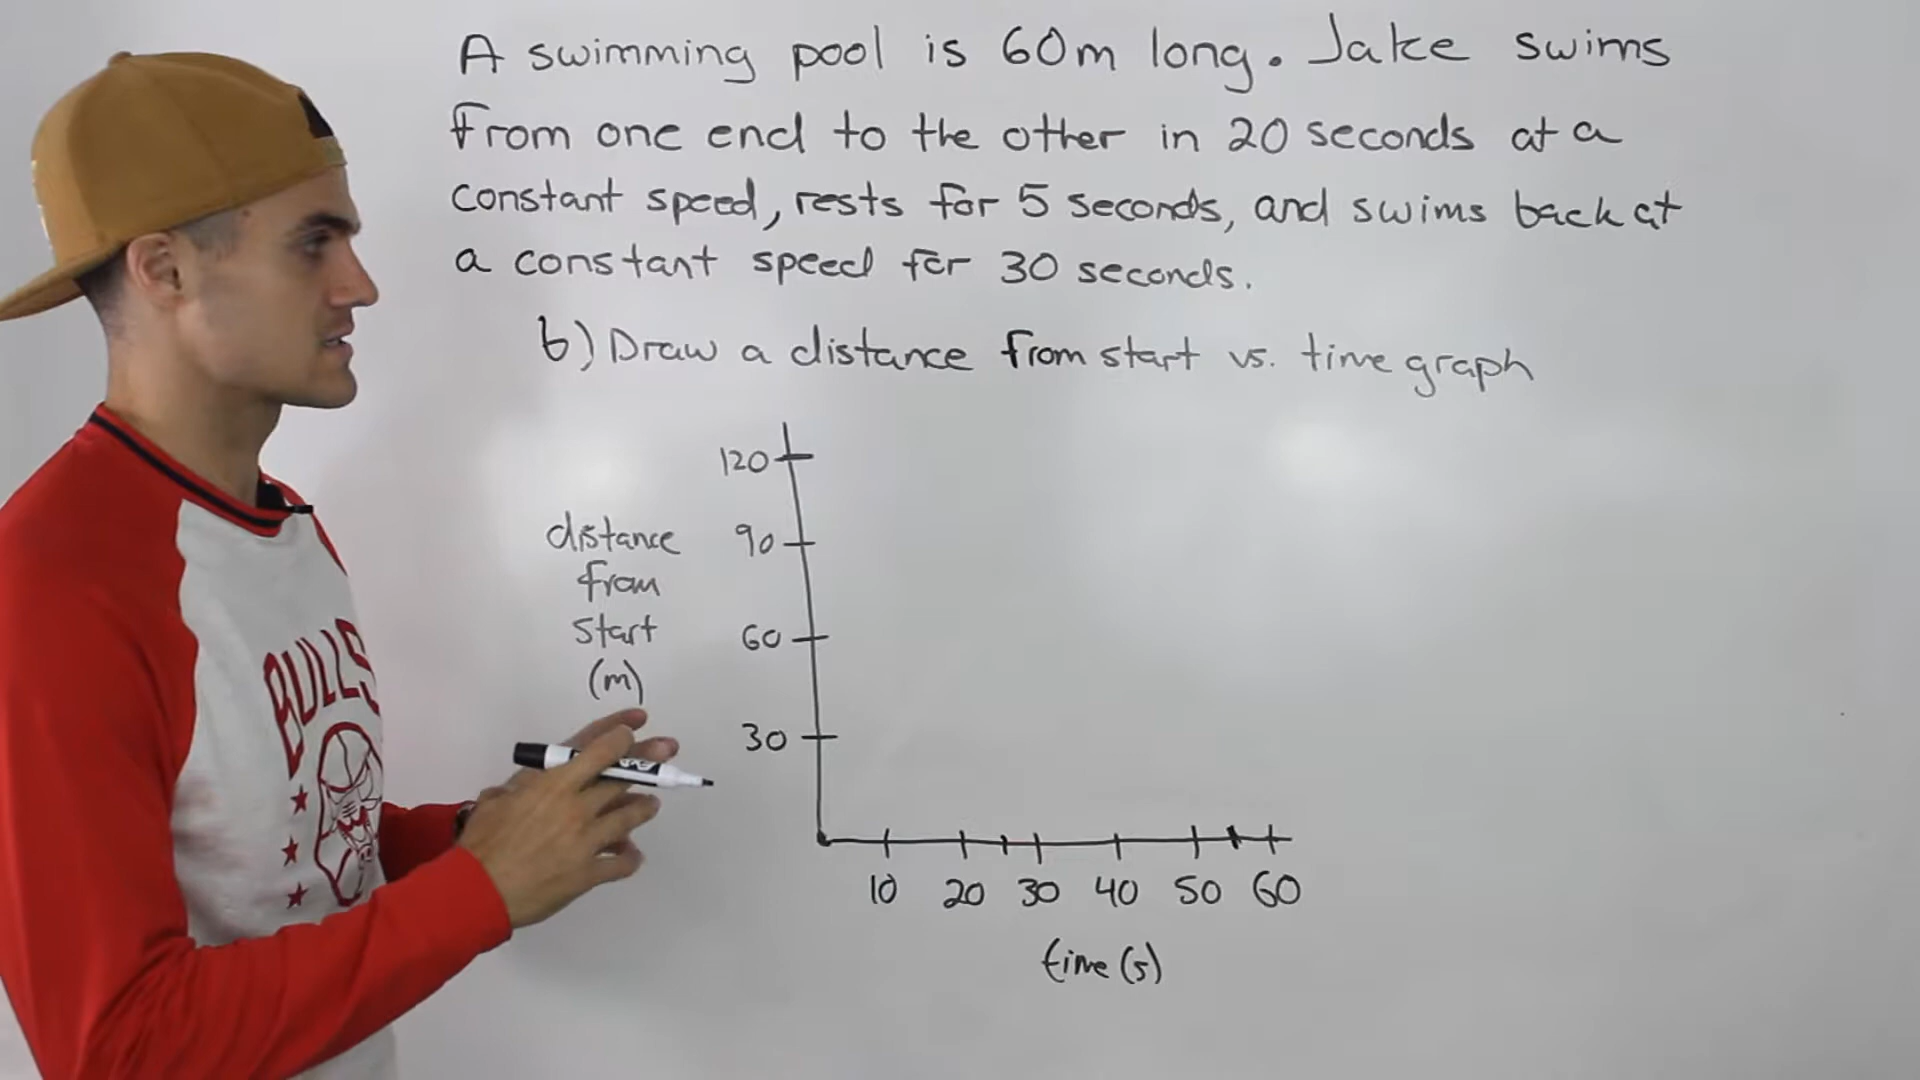 A swimming pool is 60m long. Jake swims
from one end to the other in 20 seconds at a
constant speed, rests for 5 seconds, and swims back at
a constant speed for 30 seconds.
b) Draw a distance from start vs. time graph
120
distance
from
start
(m)
90
60
30
10 20 30 40 50 60
time (s)
BULLS